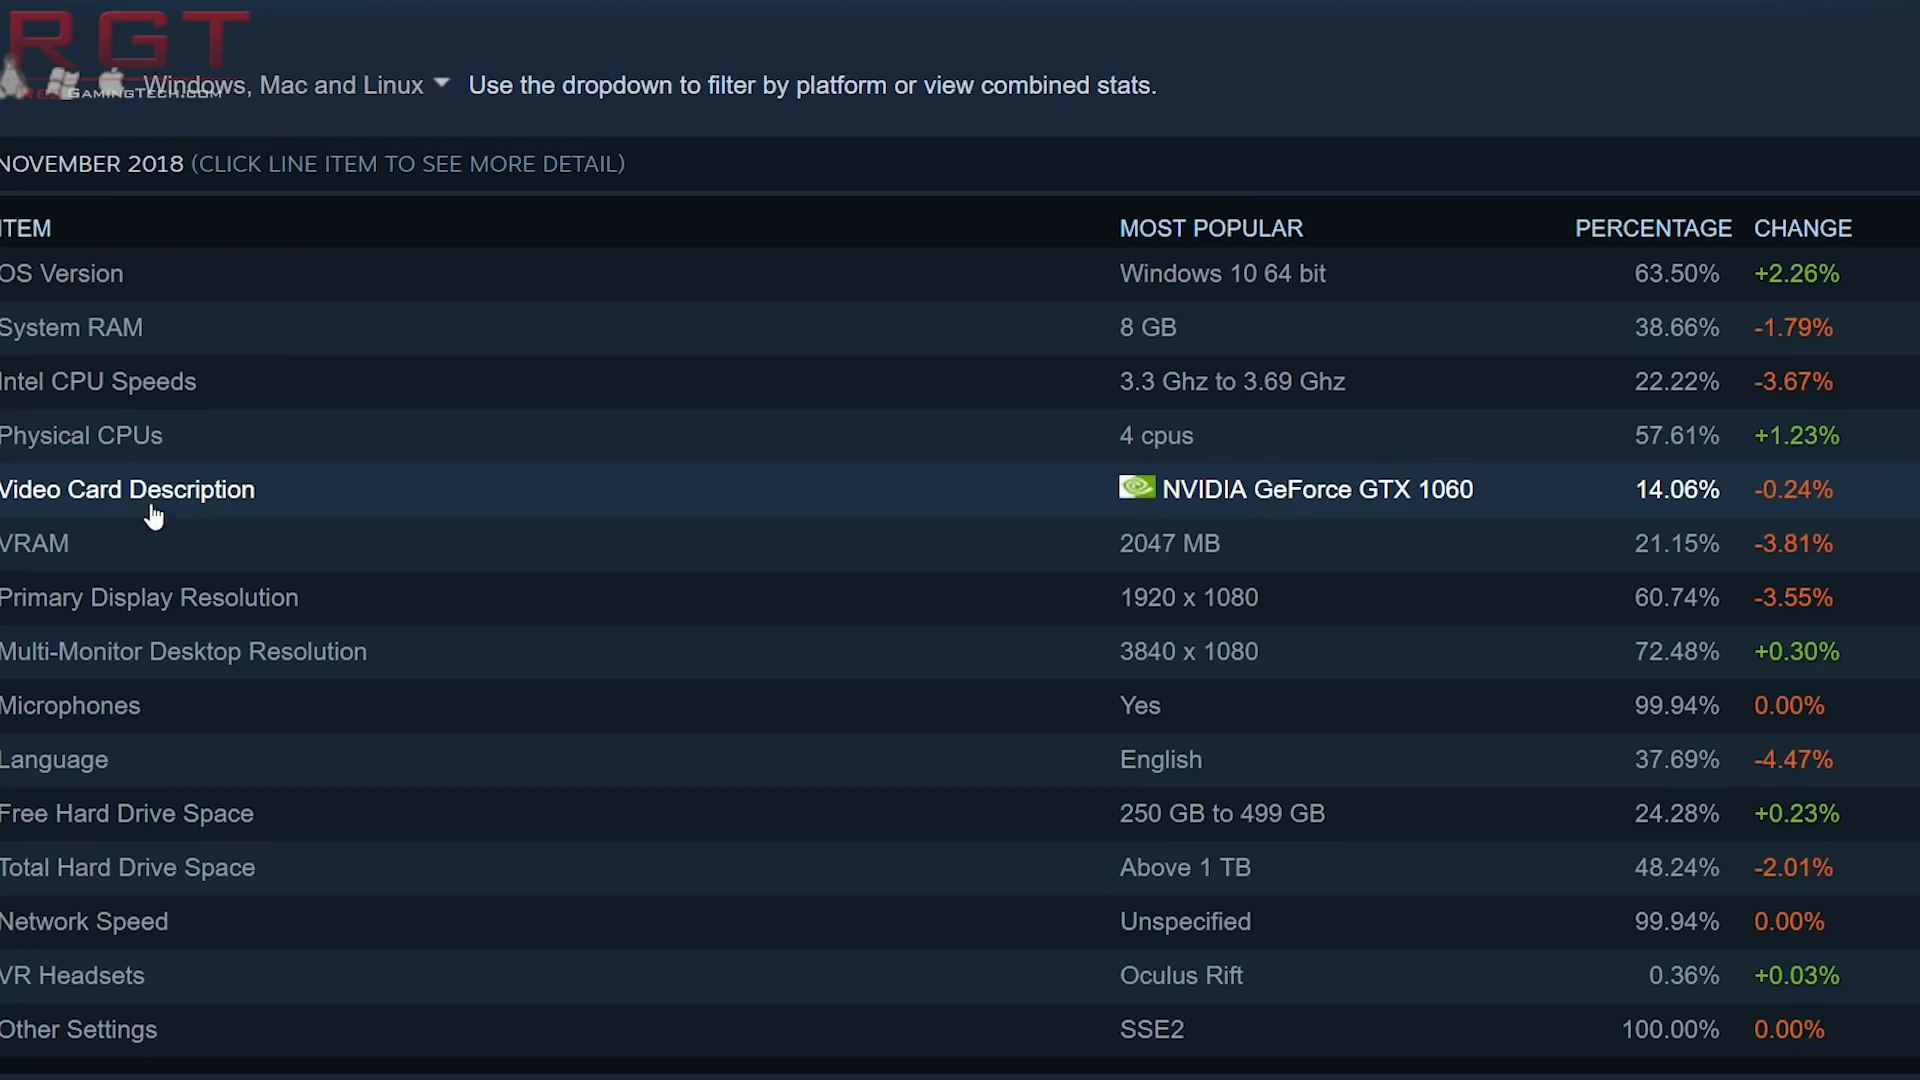 RGT
RedGamingTech.com
Windows, Mac and Linux Use the dropdown to filter by platform or view combined stats.
NOVEMBER 2018 (CLICK LINE ITEM TO SEE MORE DETAIL)
ITEM MOST POPULAR PERCENTAGE CHANGE
OS Version Windows 10 64 bit 63.50% +2.26%
System RAM 8 GB 38.66% -1.79%
Intel CPU Speeds 3.3 Ghz to 3.69 Ghz 22.22% -3.67%
Physical CPUs 4 cpus 57.61% +1.23%
Video Card Description NVIDIA GeForce GTX 1060 14.06% -0.24%
VRAM 2047 MB 21.15% -3.81%
Primary Display Resolution 1920 x 1080 60.74% -3.55%
Multi-Monitor Desktop Resolution 3840 x 1080 72.48% +0.30%
Microphones Yes 99.94% 0.00%
Language English 37.69% -4.47%
Free Hard Drive Space 250 GB to 499 GB 24.28% +0.23%
Total Hard Drive Space Above 1 TB 48.24% -2.01%
Network Speed Unspecified 99.94% 0.00%
VR Headsets Oculus Rift 0.36% +0.03%
Other Settings SSE2 100.00% 0.00%